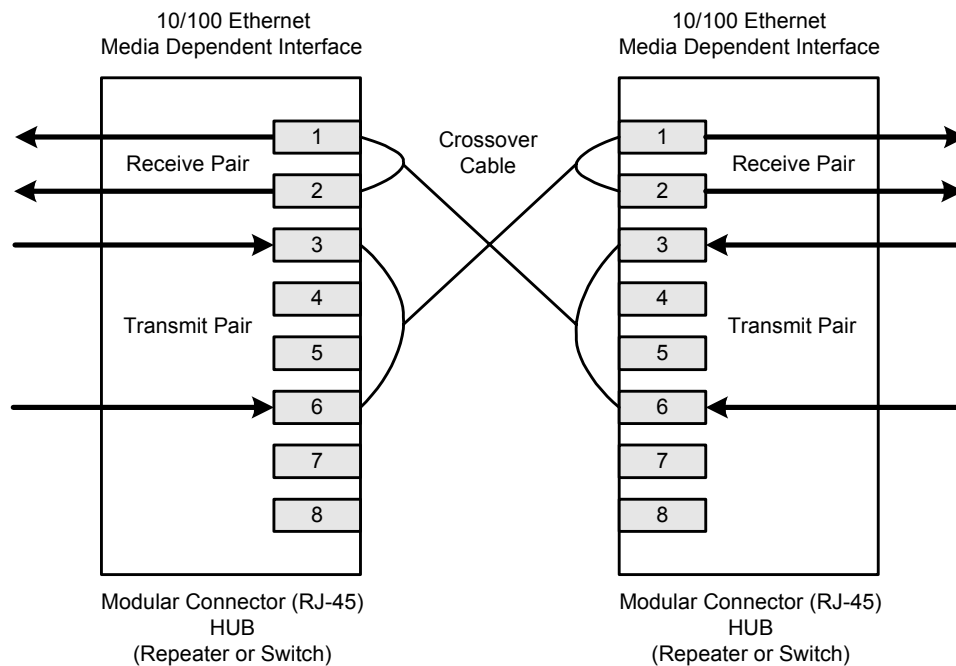 10/100 Ethernet
Media Dependent Interface
10/100 Ethernet
Media Dependent Interface
1
Receive Pair
2
3
4
Transmit Pair
5
6
7
8
Crossover
Cable
1
Receive Pair
2
3
4
Transmit Pair
5
6
7
8
Modular Connector (RJ-45)
HUB
(Repeater or Switch)
Modular Connector (RJ-45)
HUB
(Repeater or Switch)